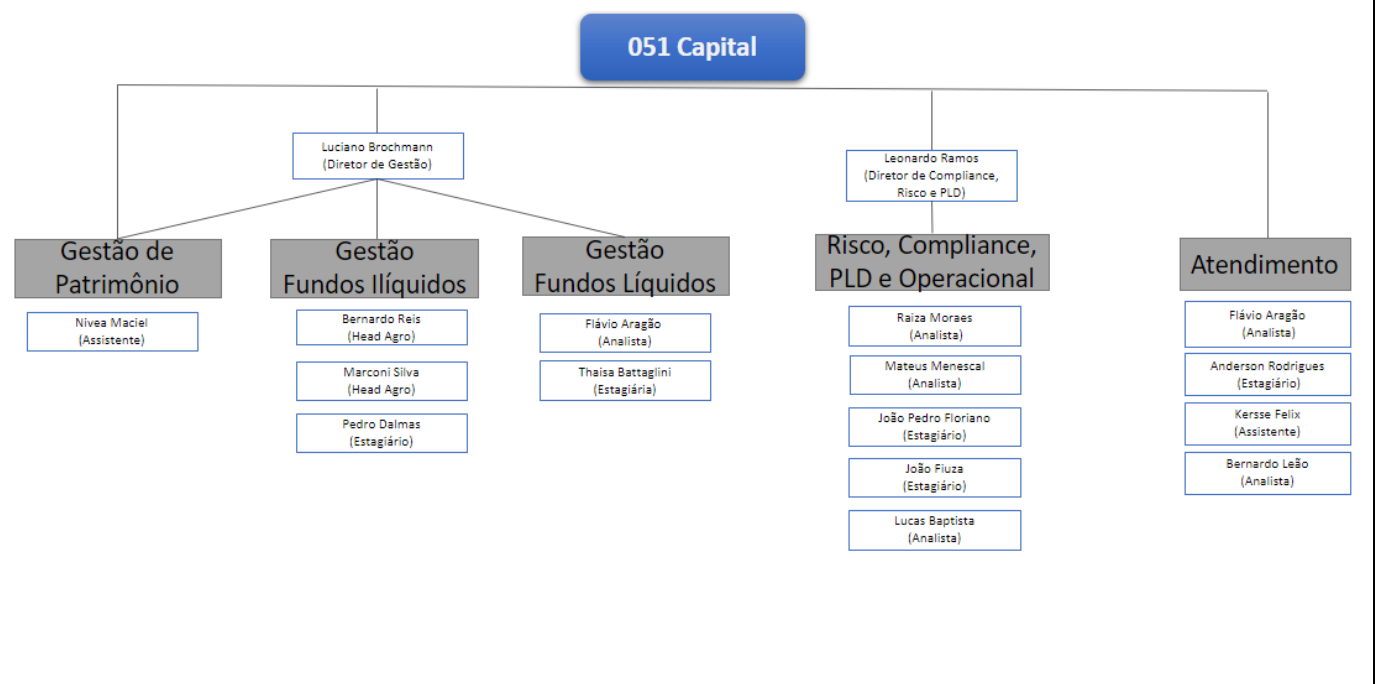 051 Capital
Luciano Brochmann
(Diretor de Gestão)
Leonardo Ramos
(Diretor de Compliance,
Risco e PLD)
Gestão de
Patrimônio
Nivea Maciel
(Assistente)
Gestão
Fundos Ilíquidos
Bernardo Reis
(Head Agro)
Marconi Silva
(Head Agro)
Pedro Dalmas
(Estagiário)
Gestão
Fundos Líquidos
Flávio Aragão
(Analista)
Thaisa Battaglini
(Estagiária)
Risco, Compliance,
PLD e Operacional
Raiza Moraes
(Analista)
Mateus Menescal
(Analista)
João Pedro Floriano
(Estagiário)
João Fiuza
(Estagiário)
Lucas Baptista
(Analista)
Atendimento
Flávio Aragão
(Analista)
Anderson Rodrigues
(Estagiário)
Kersse Felix
(Assistente)
Bernardo Leão
(Analista)